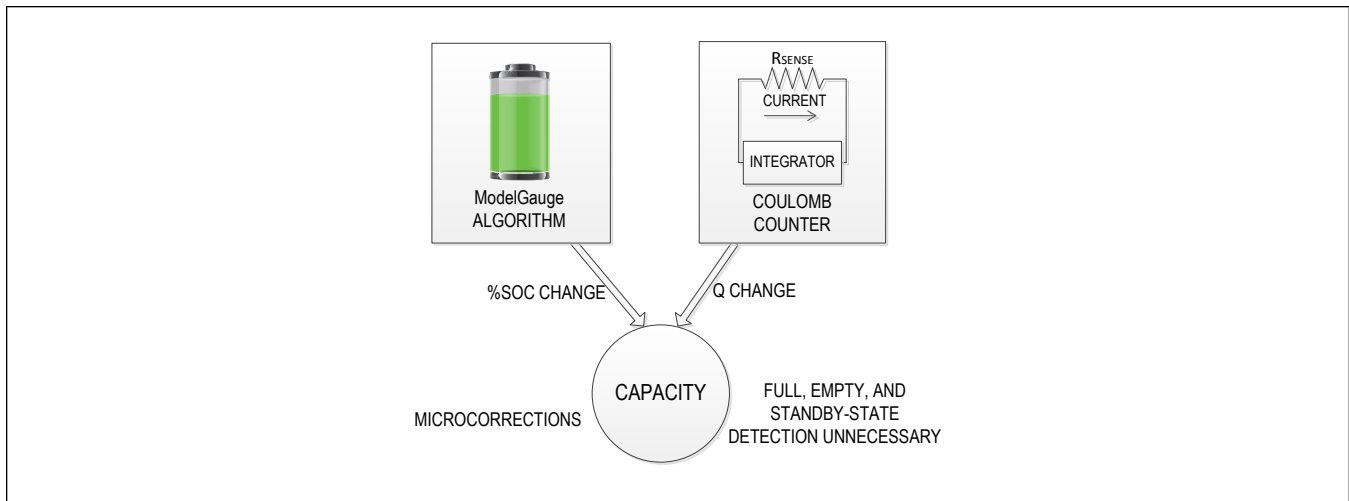 RSENSE
CURRENT
INTEGRATOR
ModelGauge
ALGORITHM
COULOMB
COUNTER
%SOC CHANGE
Q CHANGE
CAPACITY
MICROCORRECTIONS
FULL, EMPTY, AND
STANDBY-STATE
DETECTION UNNECESSARY